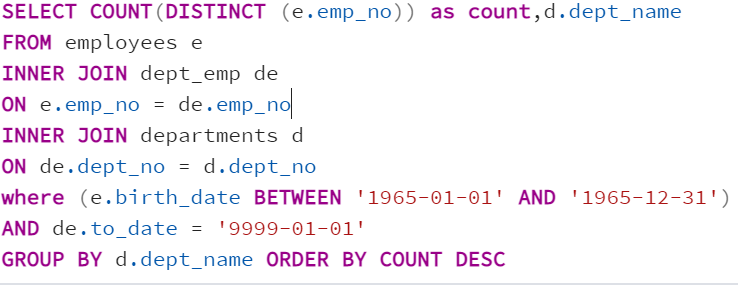 SELECT COUNT(DISTINCT (e.emp_no)) as count,d.dept_name
FROM employees e
INNER JOIN dept_emp de
ON e.emp_no = de.emp_no
INNER JOIN departments d
ON de.dept_no = d.dept_no
where (e.birth_date BETWEEN '1965-01-01' AND '1965-12-31')
AND de.to_date = '9999-01-01'
GROUP BY d.dept_name ORDER BY COUNT DESC